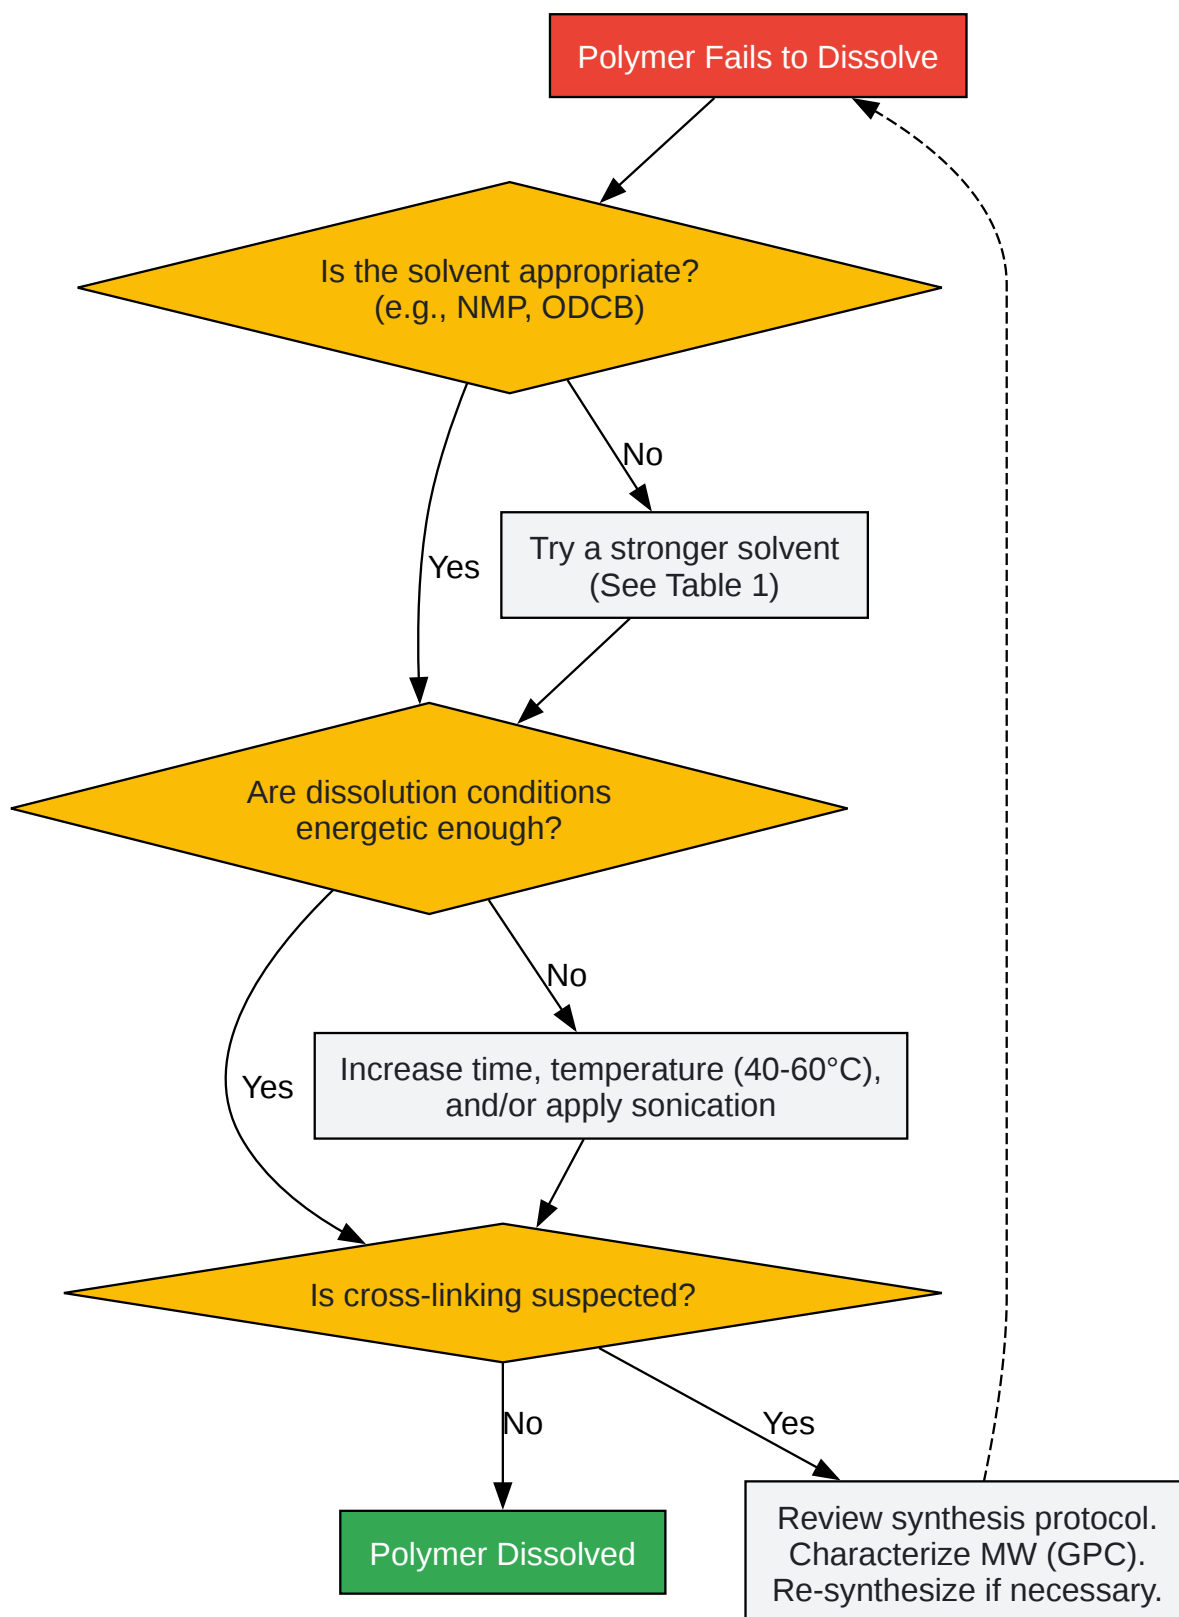 Polymer Fails to Dissolve
Is the solvent appropriate?
(e.g., NMP, ODCB)
No
Yes
Try a stronger solvent
(See Table 1)
Are dissolution conditions
energetic enough?
No
Yes
Increase time, temperature (40-60°C),
and/or apply sonication
Is cross-linking suspected?
No
Yes
Polymer Dissolved
Review synthesis protocol.
Characterize MW (GPC).
Re-synthesize if necessary.